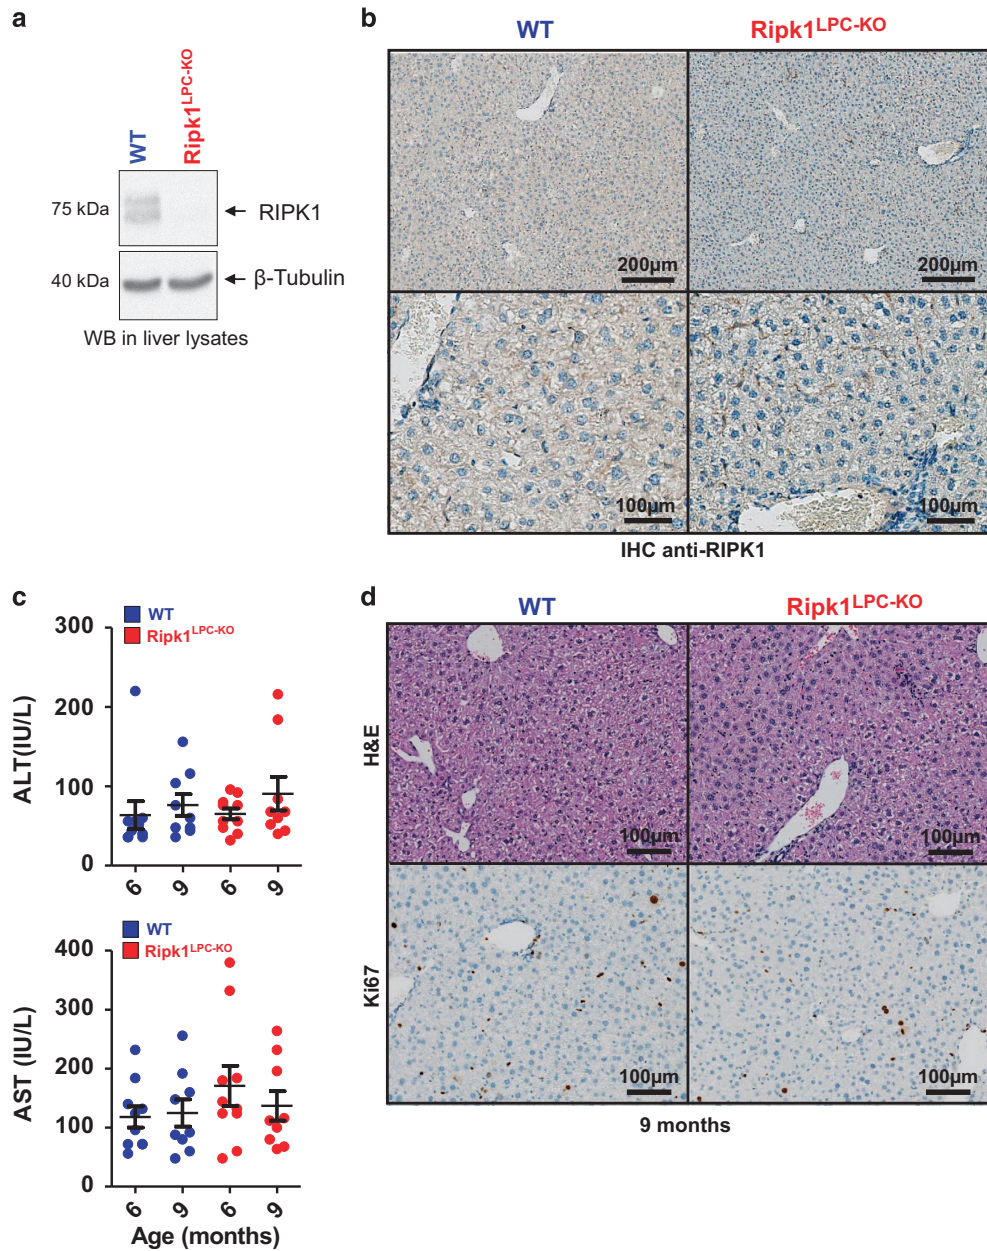 a
WT
Ripk1LPC-KO
75 kDa
RIPK1
40 kDa
β-Tubulin
WB in liver lysates
b
WT
Ripk1LPC-KO
200µm
200µm
100µm
100µm
IHC anti-RIPK1
c
WT
Ripk1LPC-KO
300
200
100
0
ALT(IU/L)
6
9
6
9
WT
Ripk1LPC-KO
400
300
200
100
0
AST (IU/L)
6
9
6
9
Age (months)
d
WT
Ripk1LPC-KO
H&E
100µm
100µm
Ki67
100µm
100µm
9 months